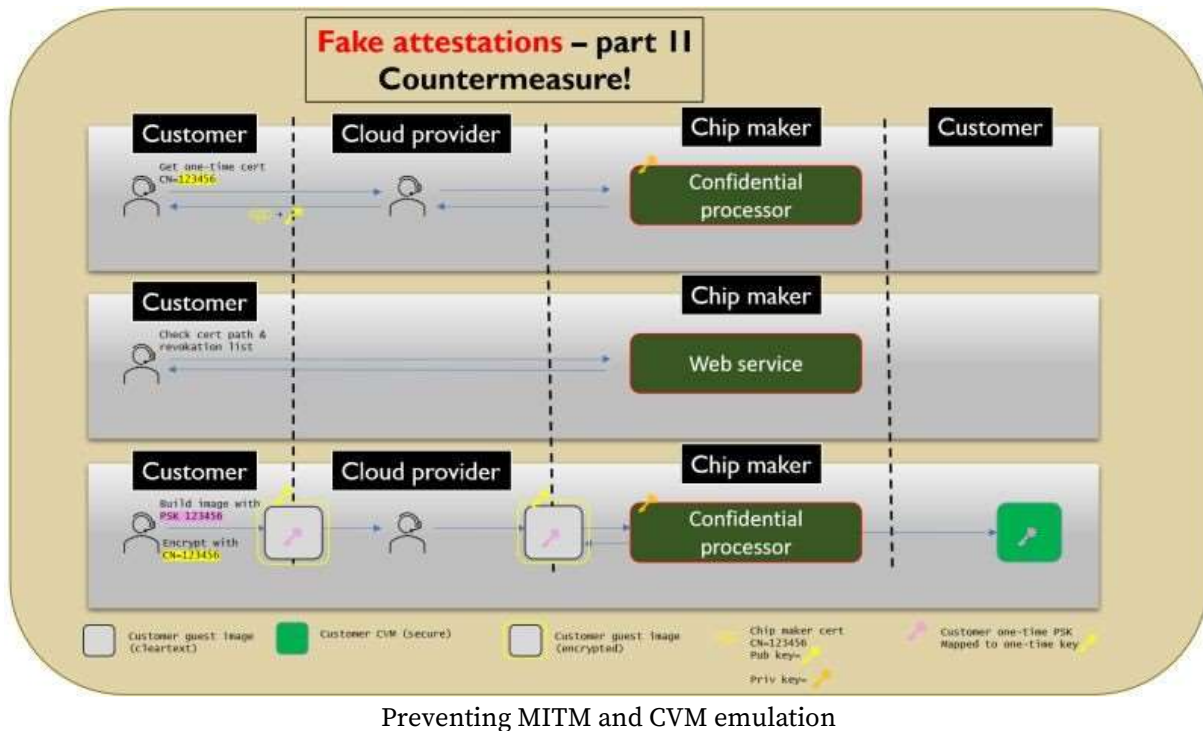 Fake attestations – part II
Countermeasure!
Customer
Cloud provider
Chip maker
Customer
Get one-time cert
CN=123456
Confidential
processor
Customer
Chip maker
Check cert path &
revokation list
Web service
Customer
Cloud provider
Chip maker
Build image with
PSK 123456
Encrypt with
CN=123456
Confidential
processor
Customer guest image
(cleartext)
Customer CVM (secure)
Customer guest image
(encrypted)
Chip maker cert
CN=123456
Pub key=
Priv key=
Customer one-time PSK
Mapped to one-time key
Preventing MITM and CVM emulation